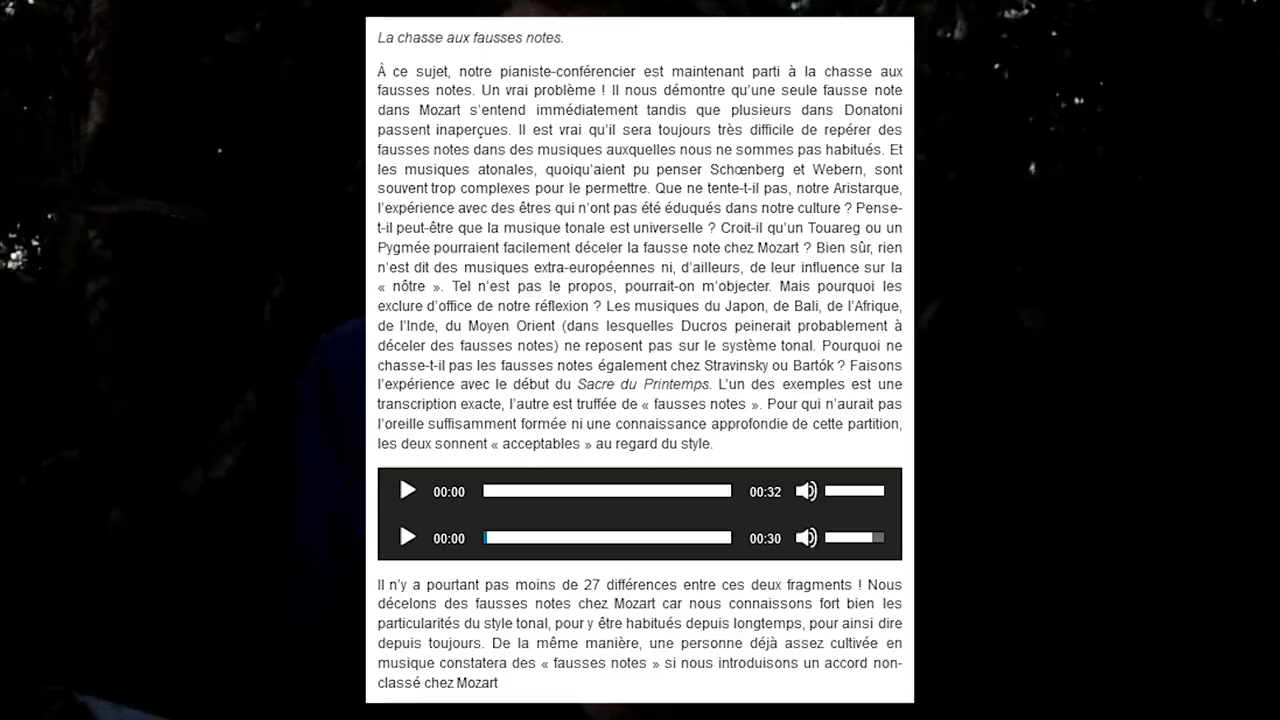 La chasse aux fausses notes.
À ce sujet, notre pianiste-conférencier est maintenant parti à la chasse aux
fausses notes. Un vrai problème ! Il nous démontre qu'une seule fausse note
dans Mozart s'entend immédiatement tandis que plusieurs dans Donatoni
passent inaperçues. Il est vrai qu'il sera toujours très difficile de repérer des
fausses notes dans des musiques auxquelles nous ne sommes pas habitués. Et
les musiques atonales, quoiqu'aient pu penser Schœnberg et Webern, sont
souvent trop complexes pour le permettre. Que ne tente-t-il pas, notre Aristarque,
l'expérience avec des êtres qui n'ont pas été éduqués dans notre culture ? Pense-
t-il peut-être que la musique tonale est universelle ? Croit-il qu'un Touareg ou un
Pygmée pourraient facilement déceler la fausse note chez Mozart ? Bien sûr, rien
n'est dit des musiques extra-européennes ni, d'ailleurs, de leur influence sur la
« nôtre ». Tel n'est pas le propos, pourrait-on m'objecter. Mais pourquoi les
exclure d'office de notre réflexion ? Les musiques du Japon, de Bali, de l'Afrique,
de l'Inde, du Moyen Orient (dans lesquelles Ducros peinerait probablement à
déceler des fausses notes) ne reposent pas sur le système tonal. Pourquoi ne
chasse-t-il pas les fausses notes également chez Stravinsky ou Bartók ? Faisons
l'expérience avec le début du Sacre du Printemps. L'un des exemples est une
transcription exacte, l'autre est truffée de « fausses notes ». Pour qui n'aurait pas
l'oreille suffisamment formée ni une connaissance approfondie de cette partition,
les deux sonnent « acceptables » au regard du style.
00:00 00:32
00:00 00:30
Il n'y a pourtant pas moins de 27 différences entre ces deux fragments ! Nous
décelons des fausses notes chez Mozart car nous connaissons fort bien les
particularités du style tonal, pour y être habitués depuis longtemps, pour ainsi dire
depuis toujours. De la même manière, une personne déjà assez cultivée en
musique constatera des « fausses notes » si nous introduisons un accord non-
classé chez Mozart